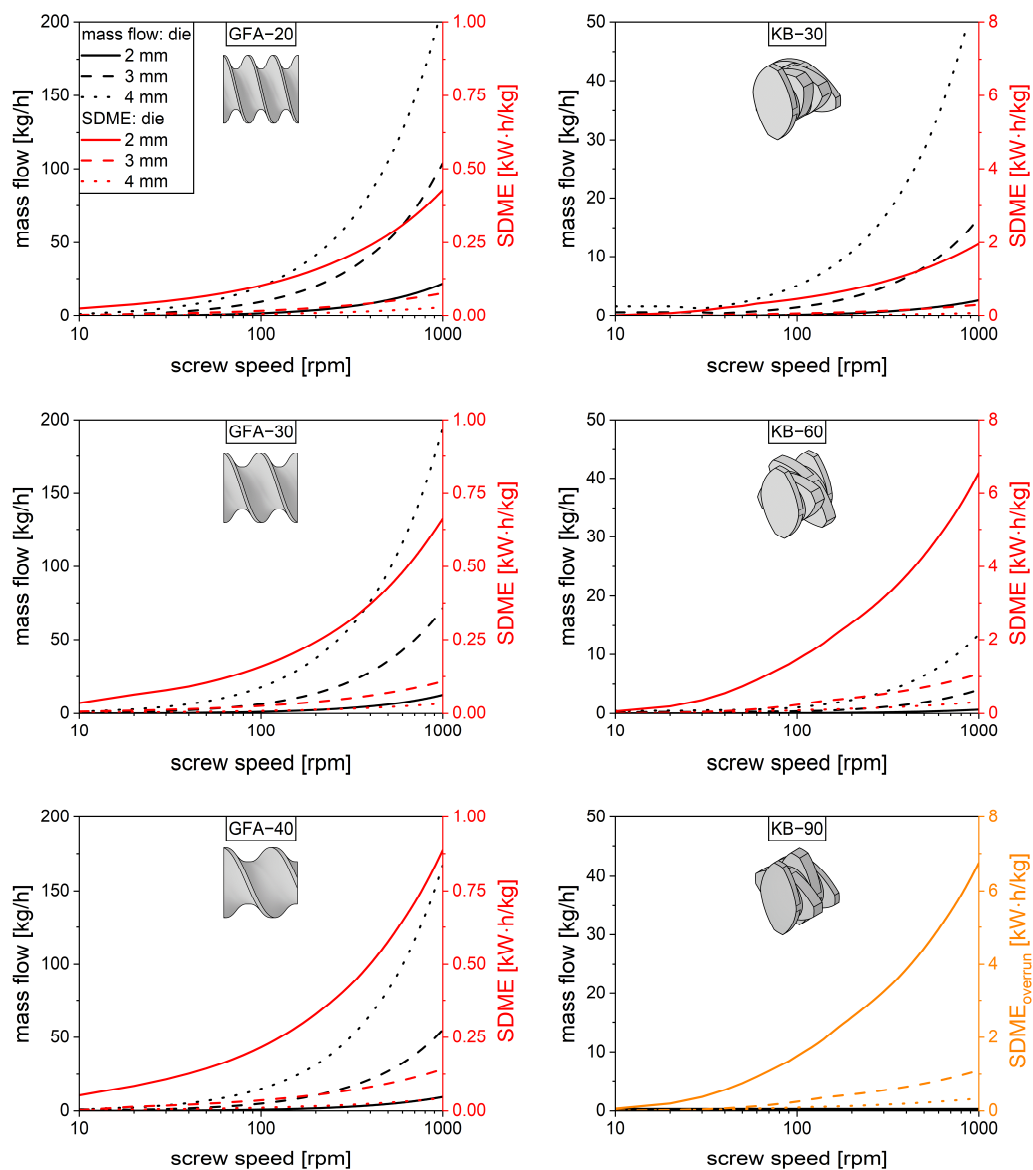 GFA−20
mass flow: die
2 mm
3 mm
4 mm
SDME: die
2 mm
3 mm
4 mm
200
150
100
50
0
mass flow [kg/h]
1.00
0.75
0.50
0.25
0.00
SDME [kW·h/kg]
10
100
1000
screw speed [rpm]
KB−30
50
40
30
20
10
0
mass flow [kg/h]
8
6
4
2
0
SDME [kW·h/kg]
10
100
1000
screw speed [rpm]
GFA−30
200
150
100
50
0
mass flow [kg/h]
1.00
0.75
0.50
0.25
0.00
SDME [kW·h/kg]
10
100
1000
screw speed [rpm]
KB−60
50
40
30
20
10
0
mass flow [kg/h]
8
6
4
2
0
SDME [kW·h/kg]
10
100
1000
screw speed [rpm]
GFA−40
200
150
100
50
0
mass flow [kg/h]
1.00
0.75
0.50
0.25
0.00
SDME [kW·h/kg]
10
100
1000
screw speed [rpm]
KB−90
50
40
30
20
10
0
mass flow [kg/h]
8
6
4
2
0
SDME overrun [kW·h/kg]
10
100
1000
screw speed [rpm]